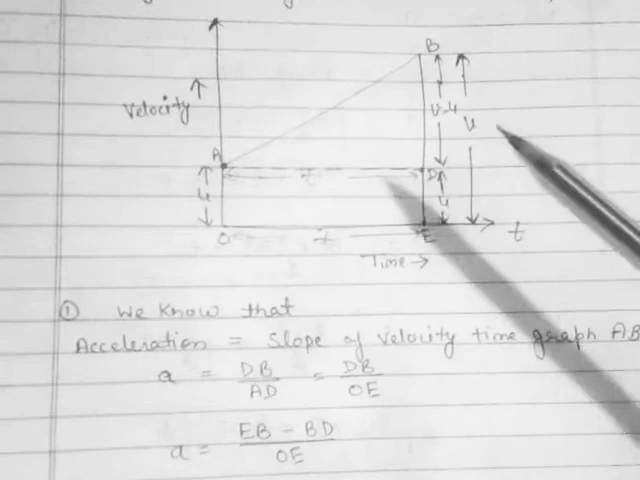 B
Velocity ↑
v-u
v
A
u
t
D
u
O
t
E
t
Time →
① We know that
Acceleration = Slope of velocity time graph AB
a = DB/AD = DB/OE
a = EB - BD/OE